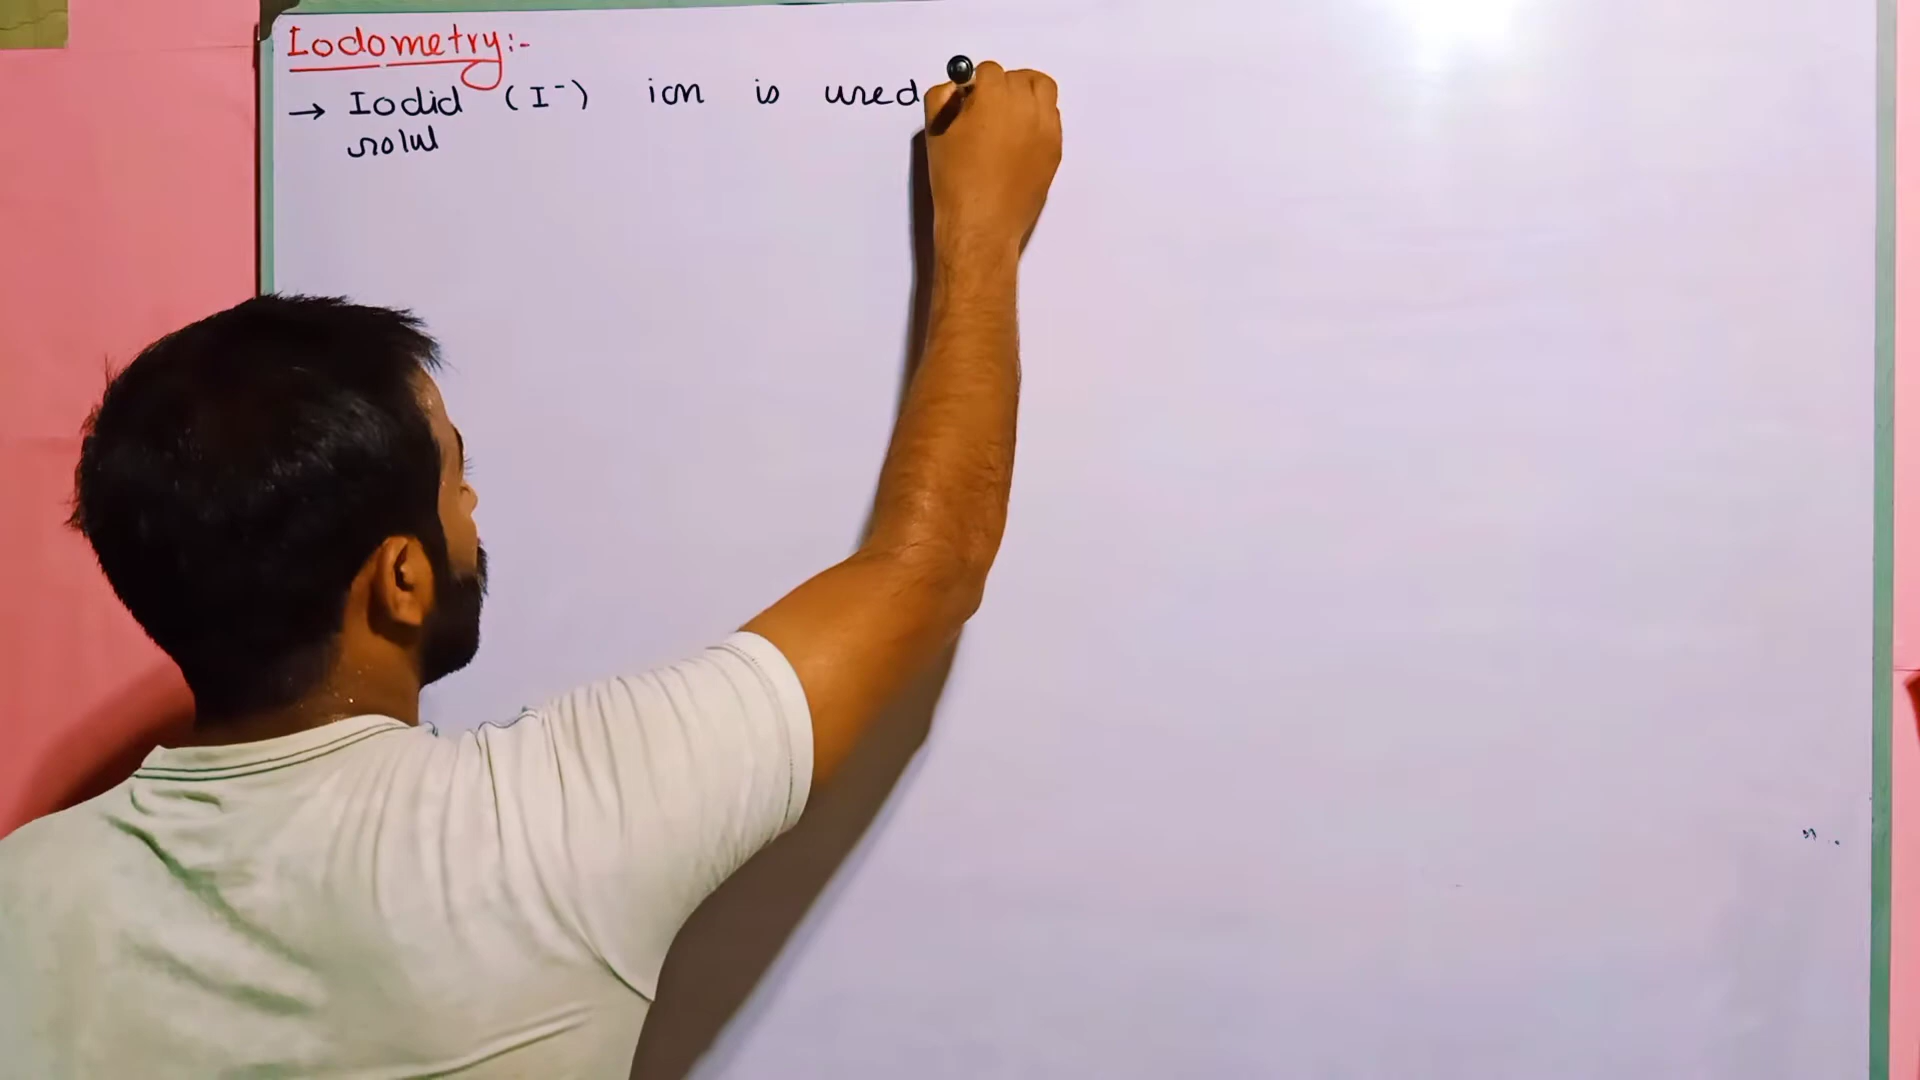 Iodometry:-
→ Iodid (I⁻) ion is used
solu